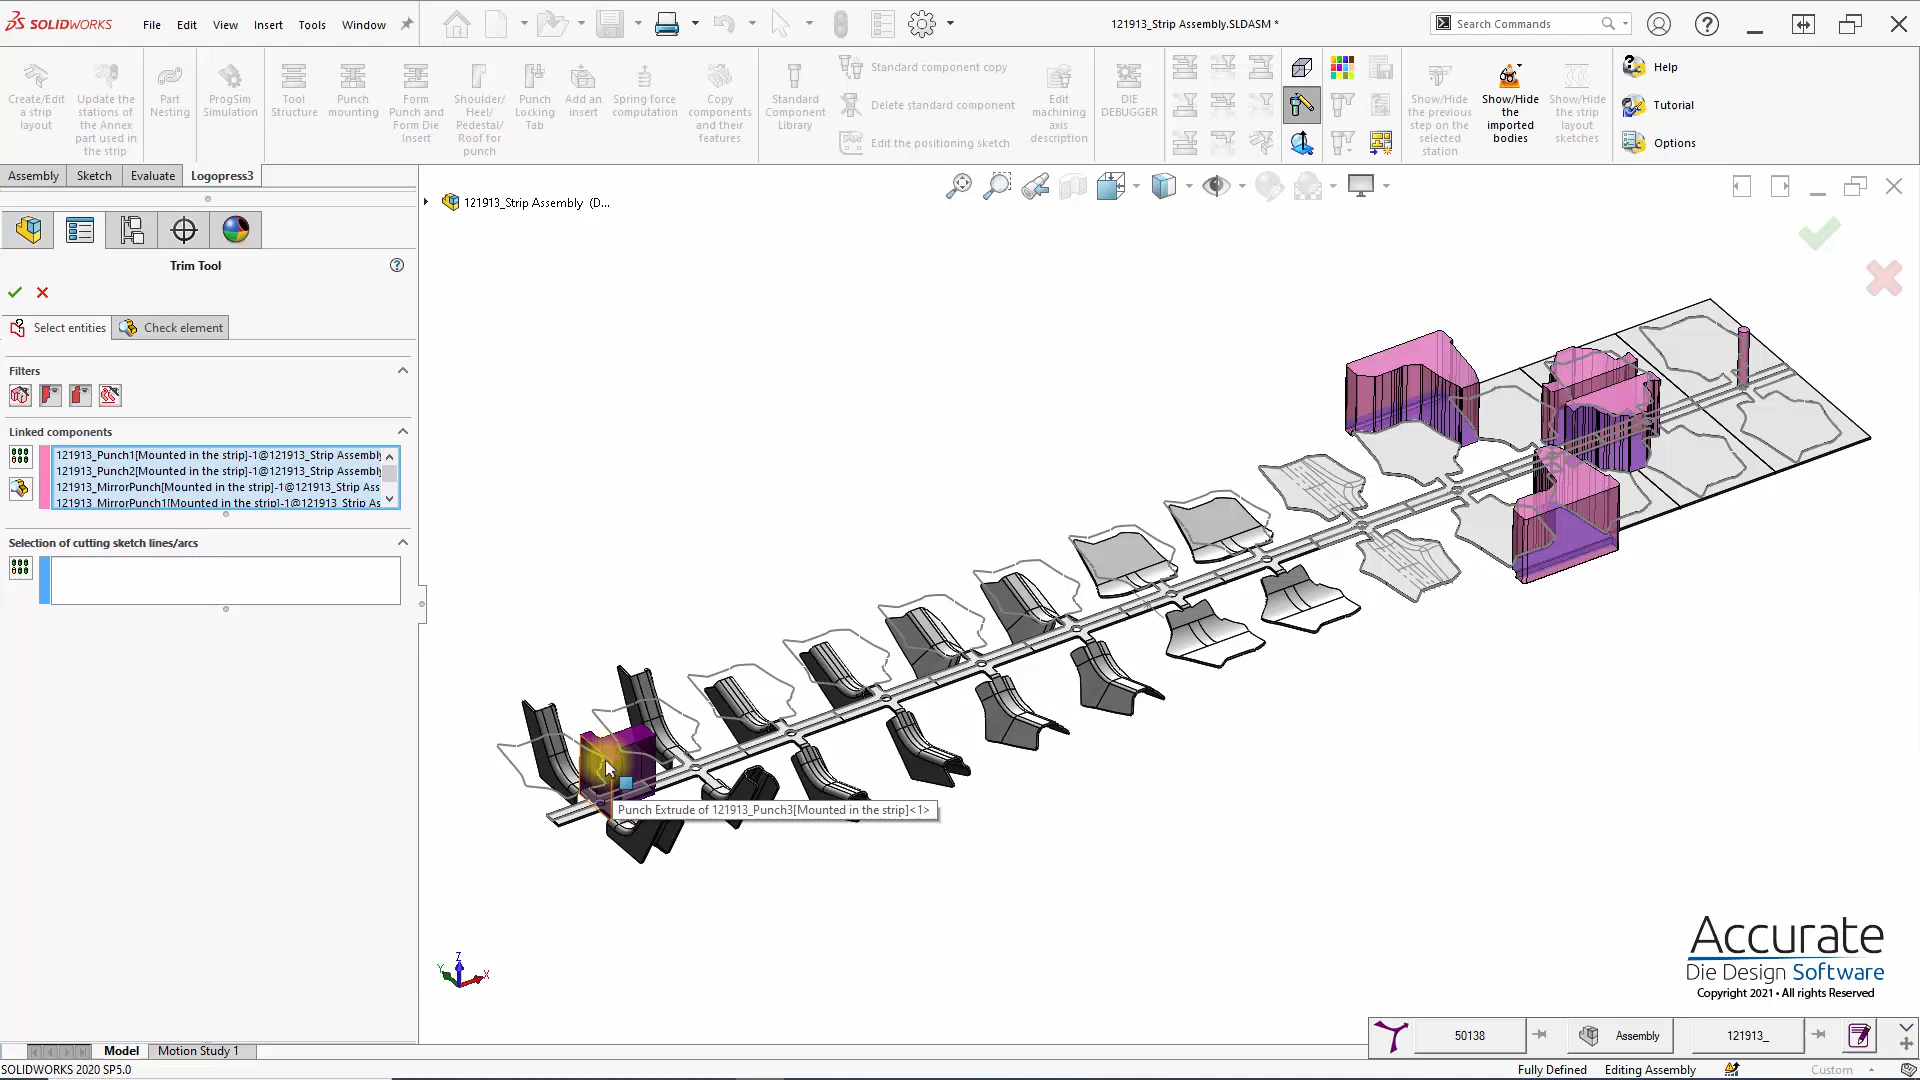 SOLIDWORKS
File
Edit
View
Insert
Tools
Window
121913_Strip Assembly.SLDASM *
Search Commands
Create/Edit a strip layout
Update the stations of the Annex part used in the strip
Part Nesting
ProgSim Simulation
Tool Structure
Punch mounting
Form Punch and Form Die Insert
Shoulder/ Heel/ Pedestal/ Roof for punch
Punch Locking Tab
Add an insert
Spring force computation
Copy components and their features
Standard Component Library
Standard component copy
Delete standard component
Edit the positioning sketch
Edit machining axis description
DIE DEBUGGER
Show/Hide the previous step on the selected station
Show/Hide the imported bodies
Show/Hide the strip layout sketches
Help
Tutorial
Options
Assembly
Sketch
Evaluate
Logopress3
121913_Strip Assembly (D...
Trim Tool
Select entities
Check element
Filters
Linked components
121913_Punch1[Mounted in the strip]-1@121913_Strip Assembly
121913_Punch2[Mounted in the strip]-1@121913_Strip Assembly
121913_MirrorPunch[Mounted in the strip]-1@121913_Strip Ass
121913_MirrorPunch1[Mounted in the strip]-1@121913_Strip As
Selection of cutting sketch lines/arcs
Punch Extrude of 121913_Punch3[Mounted in the strip]<1>
Z
Y
X
Accurate
Die Design Software
Copyright 2021 • All rights Reserved
50138
Assembly
121913_
Model
Motion Study 1
SOLIDWORKS 2020 SP5.0
Fully Defined
Editing Assembly
Custom